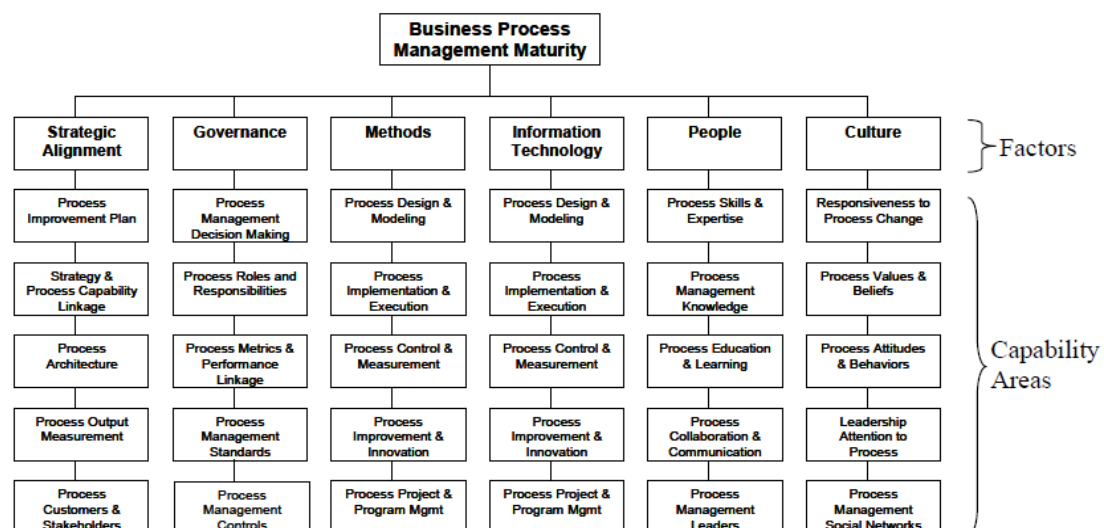 Business Process
Management Maturity
Strategic
Alignment
Governance
Methods
Information
Technology
People
Culture
Factors
Process
Improvement Plan
Process
Management
Decision Making
Process Design &
Modeling
Process Design &
Modeling
Process Skills &
Expertise
Responsiveness to
Process Change
Strategy &
Process Capability
Linkage
Process Roles and
Responsibilities
Process
Implementation &
Execution
Process
Implementation &
Execution
Process
Management
Knowledge
Process Values &
Beliefs
Process
Architecture
Process Metrics &
Performance
Linkage
Process Control &
Measurement
Process Control &
Measurement
Process Education
& Learning
Process Attitudes
& Behaviors
Capability
Areas
Process Output
Measurement
Process
Management
Standards
Process
Improvement &
Innovation
Process
Improvement &
Innovation
Process
Collaboration &
Communication
Leadership
Attention to
Process
Process
Customers &
Stakeholders
Process
Management
Controls
Process Project &
Program Mgmt
Process Project &
Program Mgmt
Process
Management
Leaders
Process
Management
Social Networks